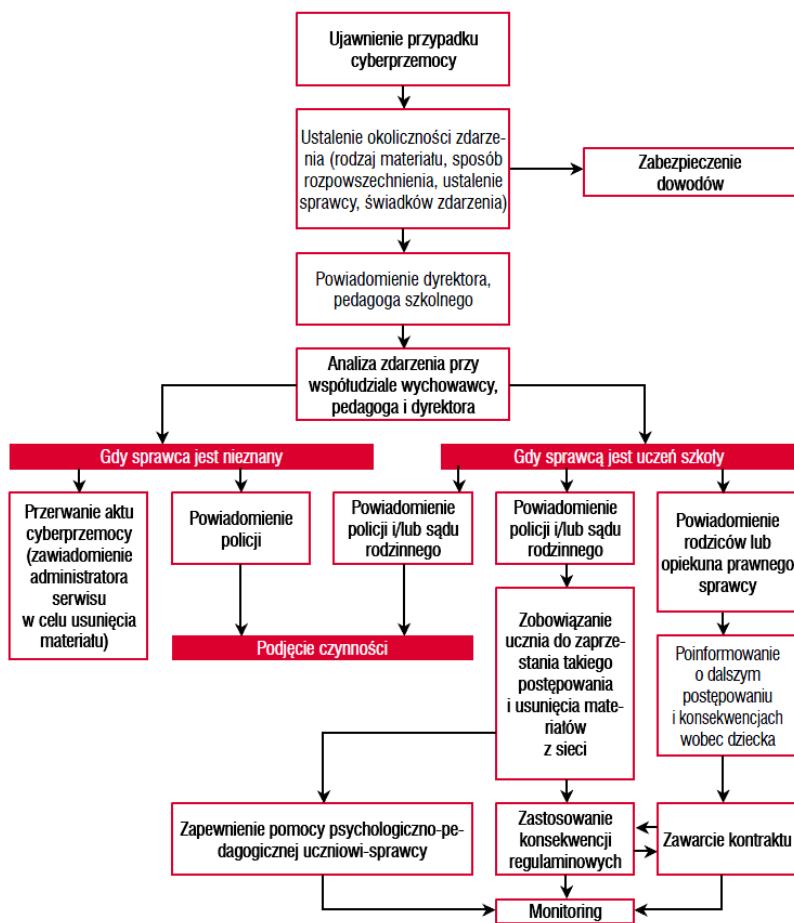 Ujawnienie przypadku
cyberprzemocy
Ustalenie okoliczności zdarze-
nia (rodzaj materiału, sposób
rozpowszechnienia, ustalenie
sprawcy, świadków zdarzenia)
Zabezpieczenie
dowodów
Powiadomienie dyrektora,
pedagoga szkolnego
Analiza zdarzenia przy
współudziale wychowawcy,
pedagoga i dyrektora
Gdy sprawca jest nieznany
Gdy sprawcą jest uczeń szkoły
Przerwanie aktu
cyberprzemocy
(zawiadomienie
administratora
serwisu
w celu usunięcia
materiału)
Powiadomienie
policji
Powiadomienie
policji i/lub sądu
rodzinnego
Powiadomienie
policji i/lub sądu
rodzinnego
Powiadomienie
rodziców lub
opiekuna prawnego
sprawcy
Podjęcie czynności
Zobowiązanie
ucznia do zaprze-
stania takiego
postępowania
i usunięcia mate-
riałów
z sieci
Poinformowanie
o dalszym
postępowaniu
i konsekwencjach
wobec dziecka
Zapewnienie pomocy psychologiczno-pe-
dagogicznej uczniowi-sprawcy
Zastosowanie
konsekwencji
regulaminowych
Zawarcie kontraktu
Monitoring